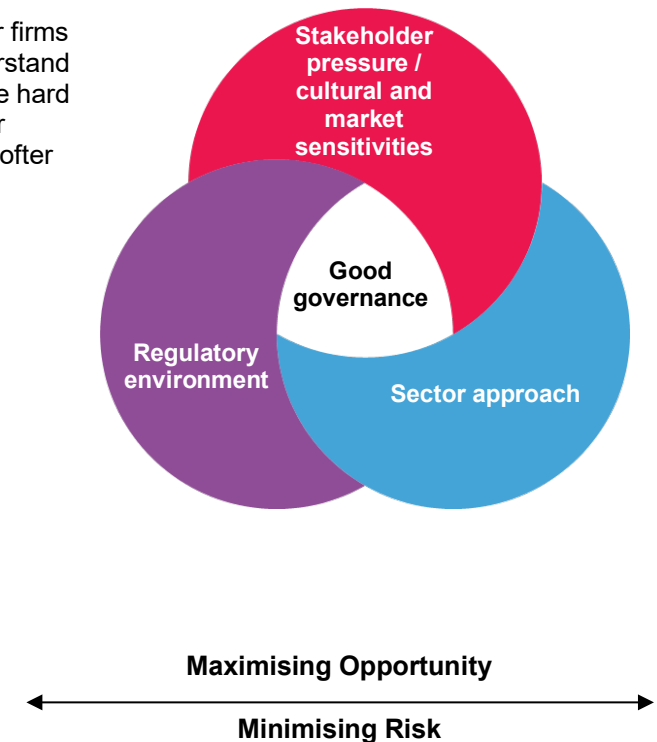 r firms
rstand
e hard
r
ofter
Stakeholder
pressure /
cultural and
market
sensitivities
Good
governance
Regulatory
environment
Sector approach
Maximising Opportunity
Minimising Risk